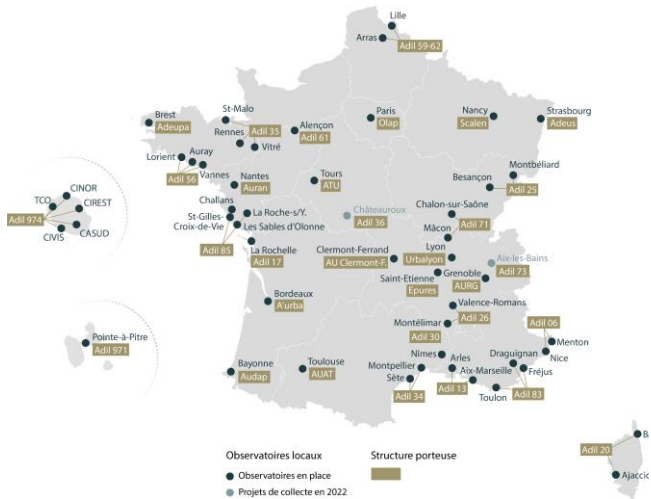 Lille
Arras
Adil 59-62
St-Malo
Brest
Adeupa
Rennes
Adil 35
Vitré
Alençon
Adil 61
Paris
Olap
Nancy
Scalen
Strasbourg
Adeus
Lorient
Auray
Vannes
Adil 56
Nantes
Auran
Tours
ATU
Montbéliard
Besançon
Adil 25
CINOR
TCO
CIREST
Adil 974
CIVIS
CASUD
Challans
St-Gilles-
Croix-de-Vie
La Roche-s/Y.
Les Sables d'Olonne
Adil 85
La Rochelle
Adil 17
Châteauroux
Adil 36
Chalon-sur-Saône
Adil 71
Mâcon
Lyon
Urbalyon
Aix-les-Bains
Adil 73
Clermont-Ferrand
AU Clermont-F.
Saint-Etienne
Epures
Grenoble
AURG
Bordeaux
A'urba
Valence-Romans
Adil 26
Montélimar
Adil 30
Adil 06
Menton
Nice
Pointe-à-Pitre
Adil 971
Bayonne
Audap
Toulouse
AUAT
Nîmes
Montpellier
Sète
Adil 34
Arles
Aix-Marseille
Adil 13
Draguignan
Fréjus
Toulon
Adil 83
Adil 20
Ajaccio
Observatoires locaux
Structure porteuse
Observatoires en place
Projets de collecte en 2022